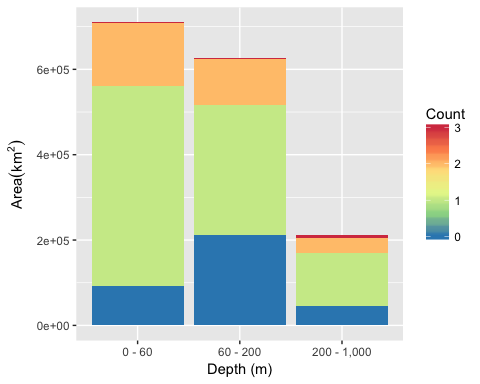 6e+05
4e+05
2e+05
0e+00
Area(km²)
0 - 60
60 - 200
200 - 1,000
Depth (m)
Count
3
2
1
0